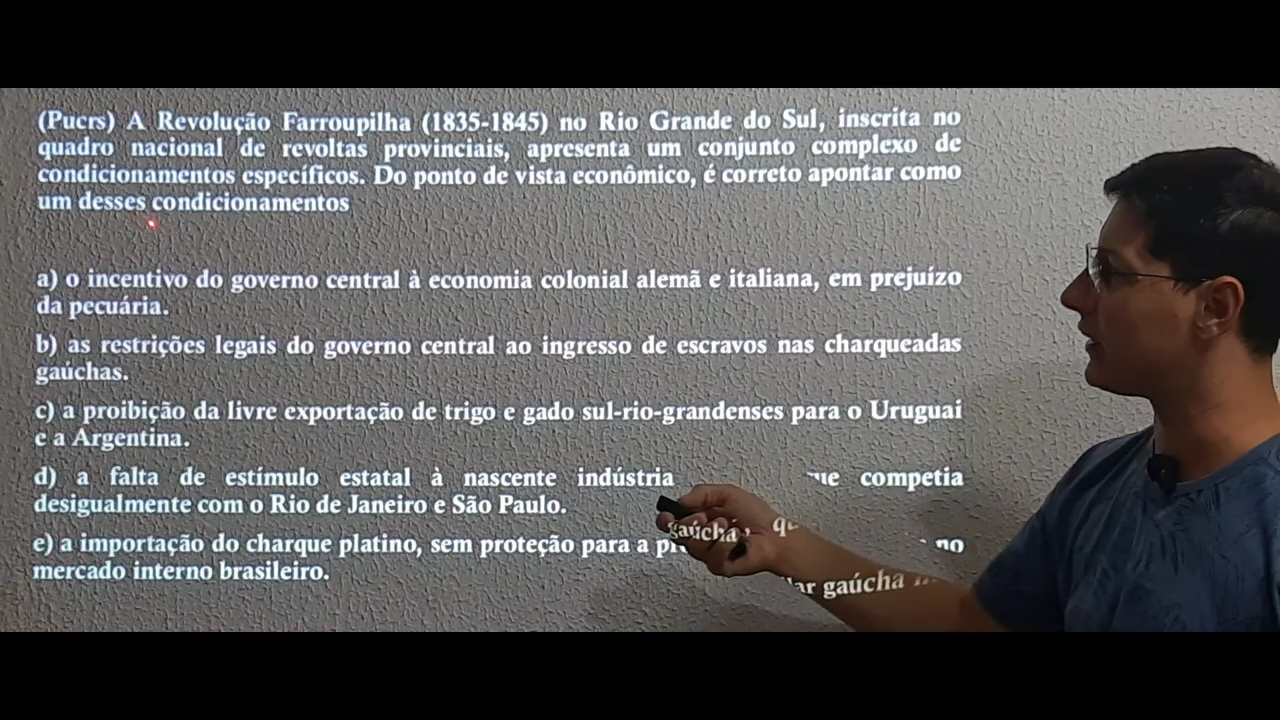 (Pucrs) A Revolução Farroupilha (1835-1845) no Rio Grande do Sul, inscrita no
quadro nacional de revoltas provinciais, apresenta um conjunto complexo de
condicionamentos específicos. Do ponto de vista econômico, é correto apontar como
um desses condicionamentos
a) o incentivo do governo central à economia colonial alemã e italiana, em prejuízo
da pecuária.
b) as restrições legais do governo central ao ingresso de escravos nas charqueadas
gaúchas.
c) a proibição da livre exportação de trigo e gado sul-rio-grandenses para o Uruguai
e a Argentina.
d) a falta de estímulo estatal à nascente indústria gaúcha, que competia
desigualmente com o Rio de Janeiro e São Paulo.
e) a importação do charque platino, sem proteção para a gaúcha no
mercado interno brasileiro.